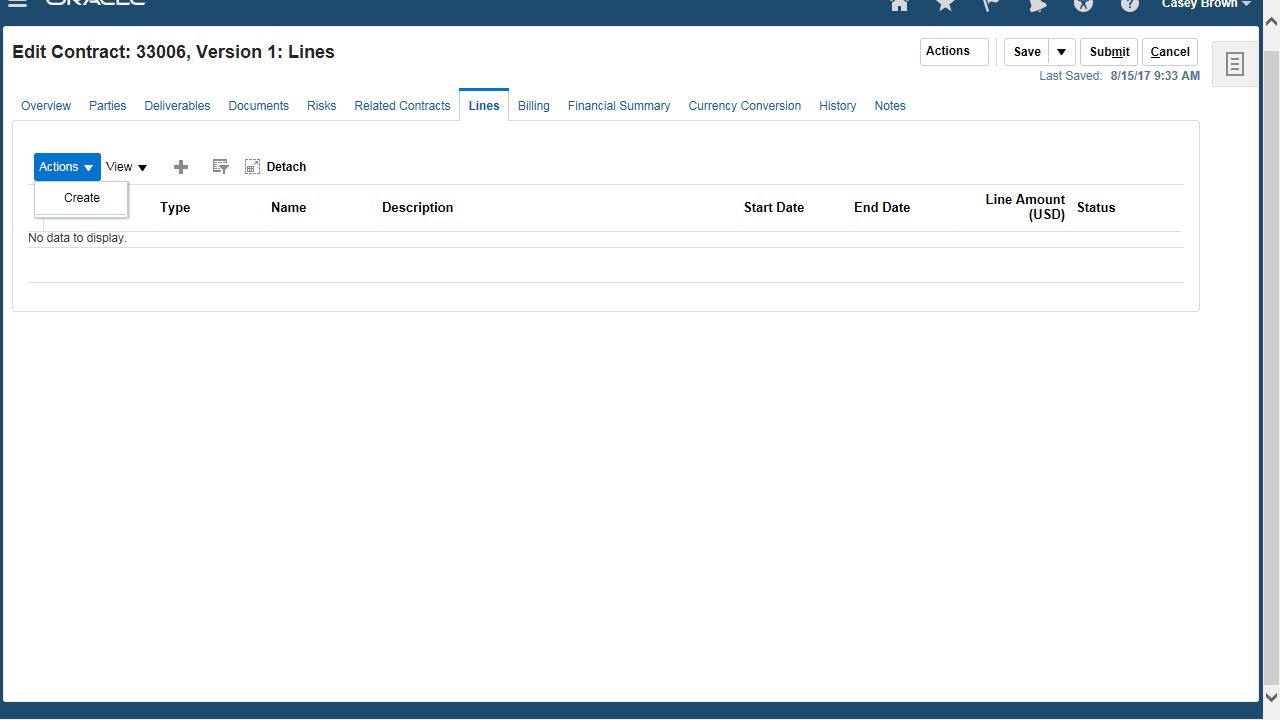 ORACLE
Casey Brown
Edit Contract: 33006, Version 1: Lines
Actions
Save
Submit
Cancel
Last Saved: 8/15/17 9:33 AM
Overview Parties Deliverables Documents Risks Related Contracts Lines Billing Financial Summary Currency Conversion History Notes
Actions View Detach
Create
Type Name Description Start Date End Date Line Amount (USD) Status
No data to display.